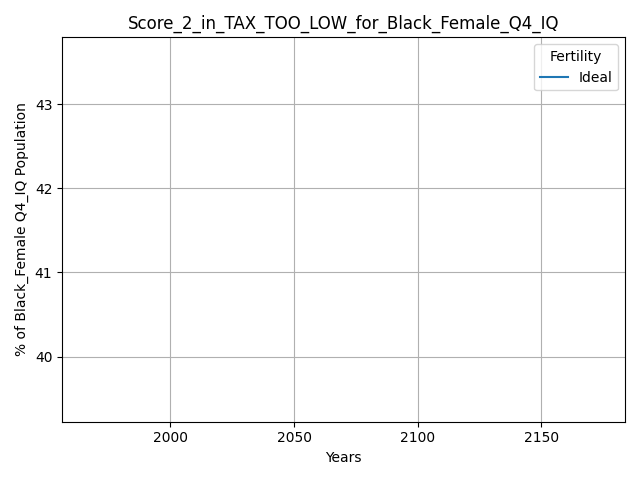 Score_2_in_TAX_TOO_LOW_for_Black_Female_Q4_IQ
Fertility
Ideal
% of Black_Female Q4_IQ Population
43
42
41
40
2000 2050 2100 2150
Years